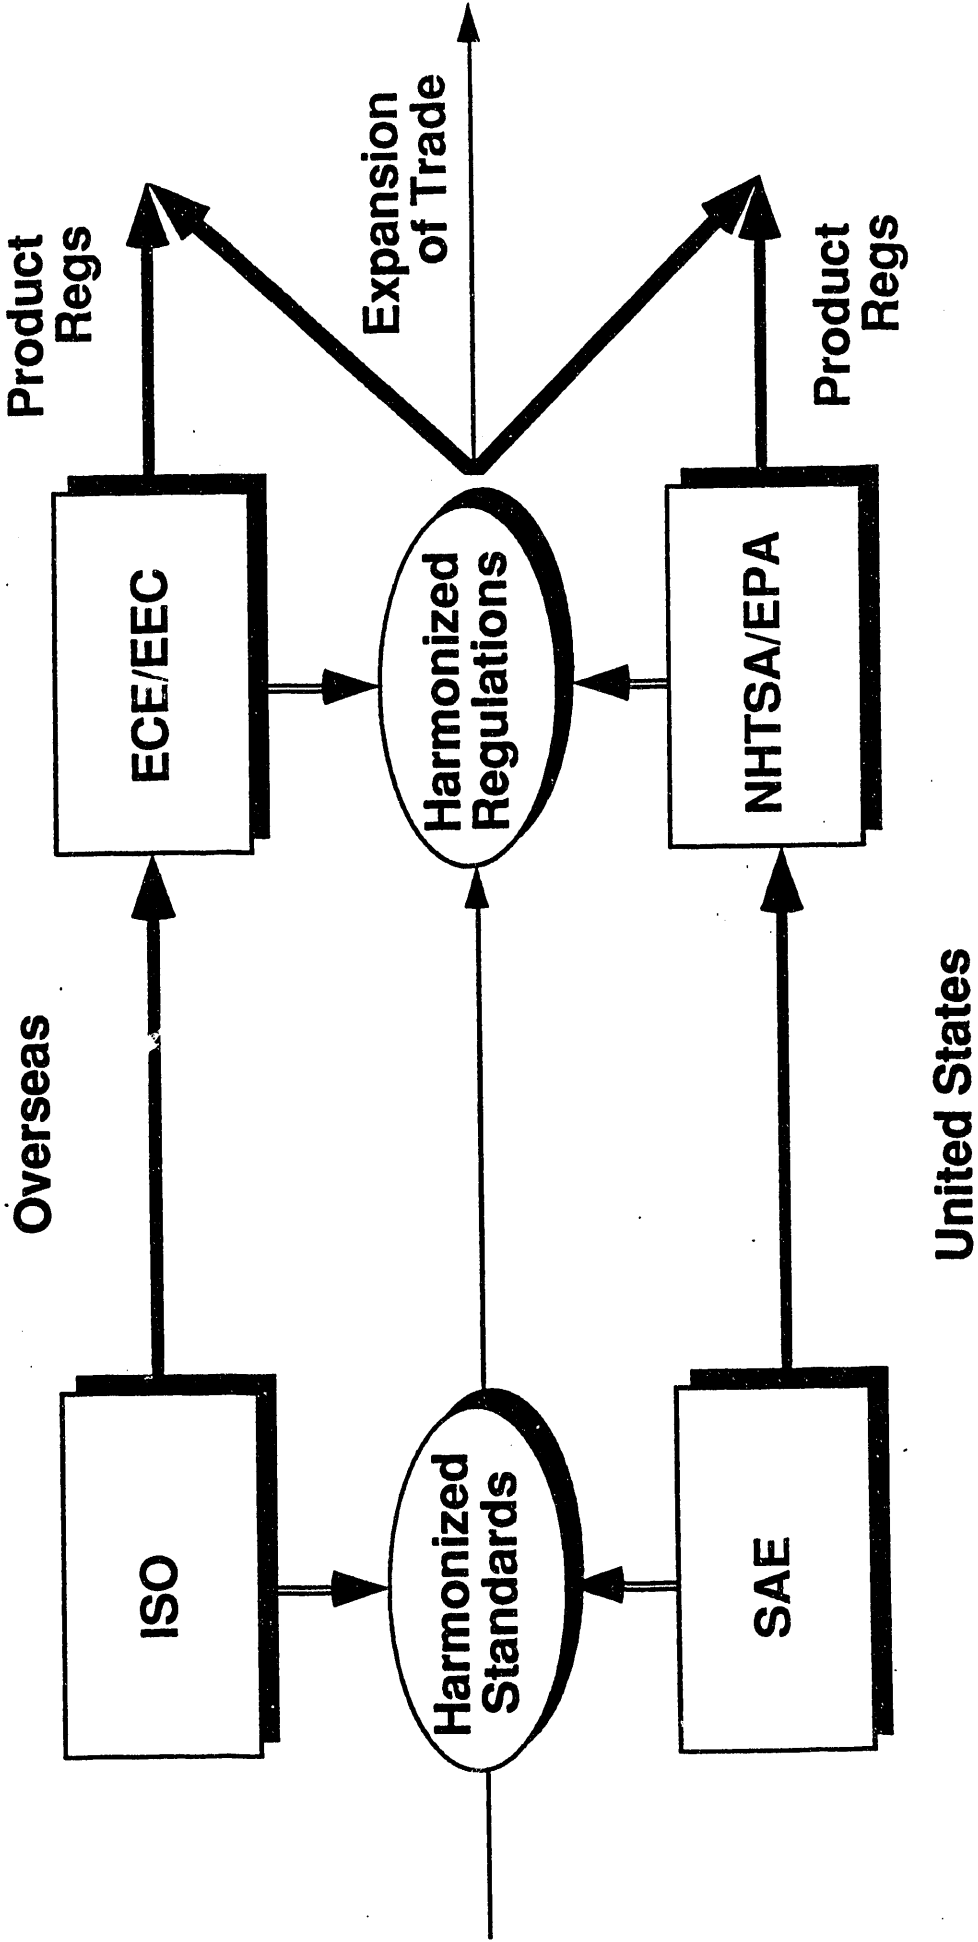 Overseas
ISO
ECE/EEC
Product
Regs
Harmonized
Standards
Harmonized
Regulations
Expansion
of Trade
SAE
NHTSA/EPA
Product
Regs
United States